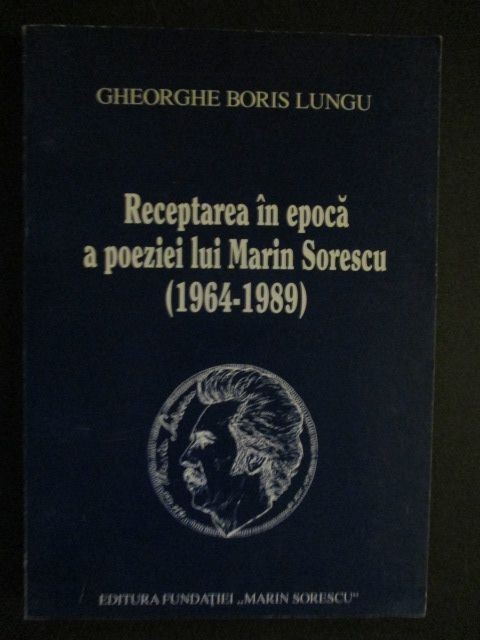 GHEORGHE BORIS LUNGU
Receptarea în epocă
a poeziei lui Marin Sorescu
(1964-1989)
EDITURA FUNDAȚIEI „MARIN SORESCU"